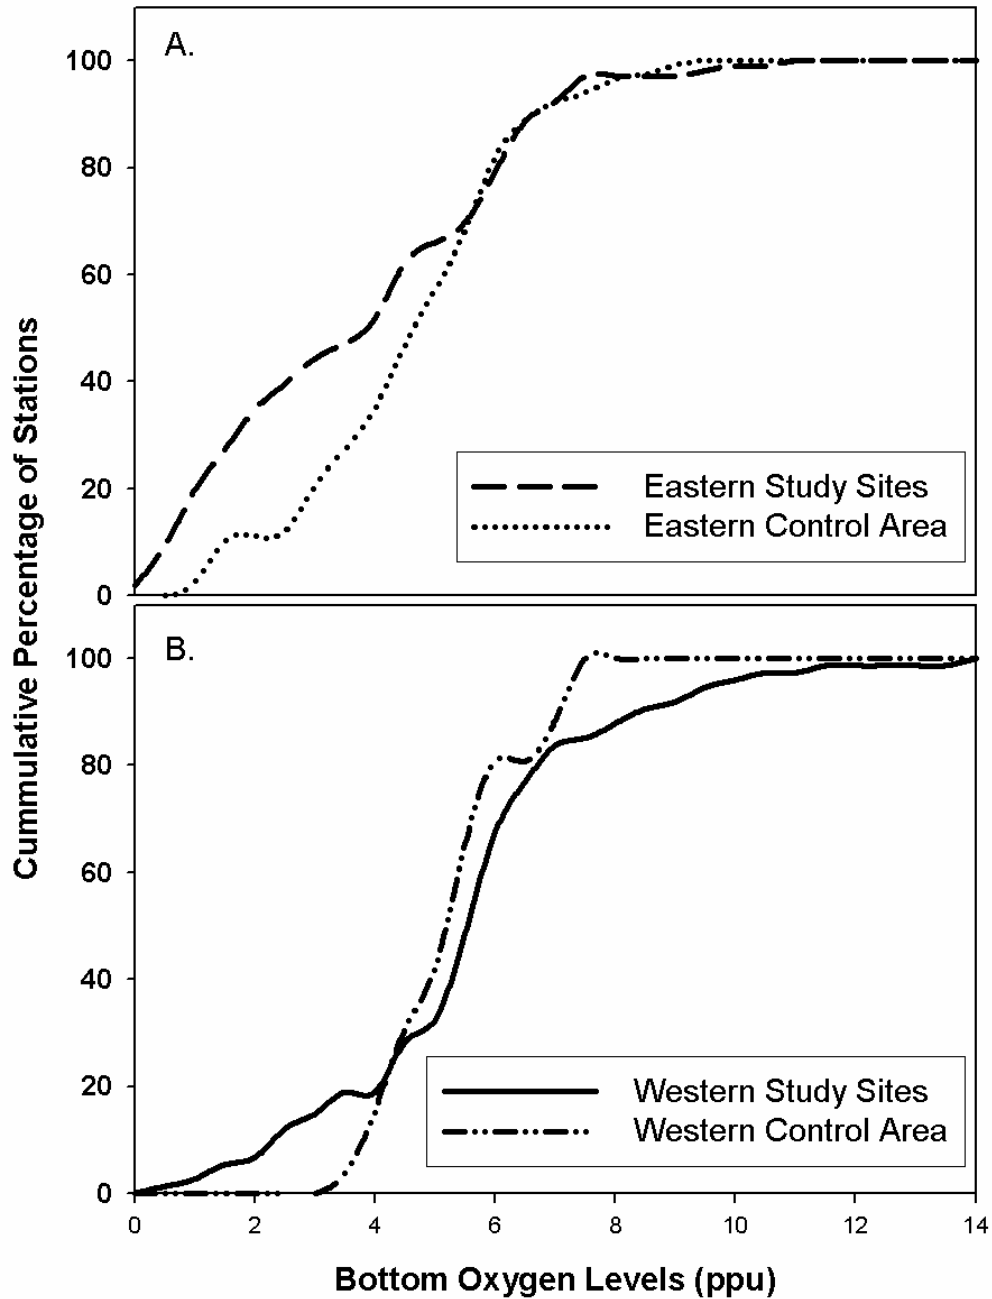 A.
100
80
60
40
20
0
Eastern Study Sites
Eastern Control Area
Cummulative Percentage of Stations
B.
100
80
60
40
20
0
Western Study Sites
Western Control Area
0 2 4 6 8 10 12 14
Bottom Oxygen Levels (ppu)